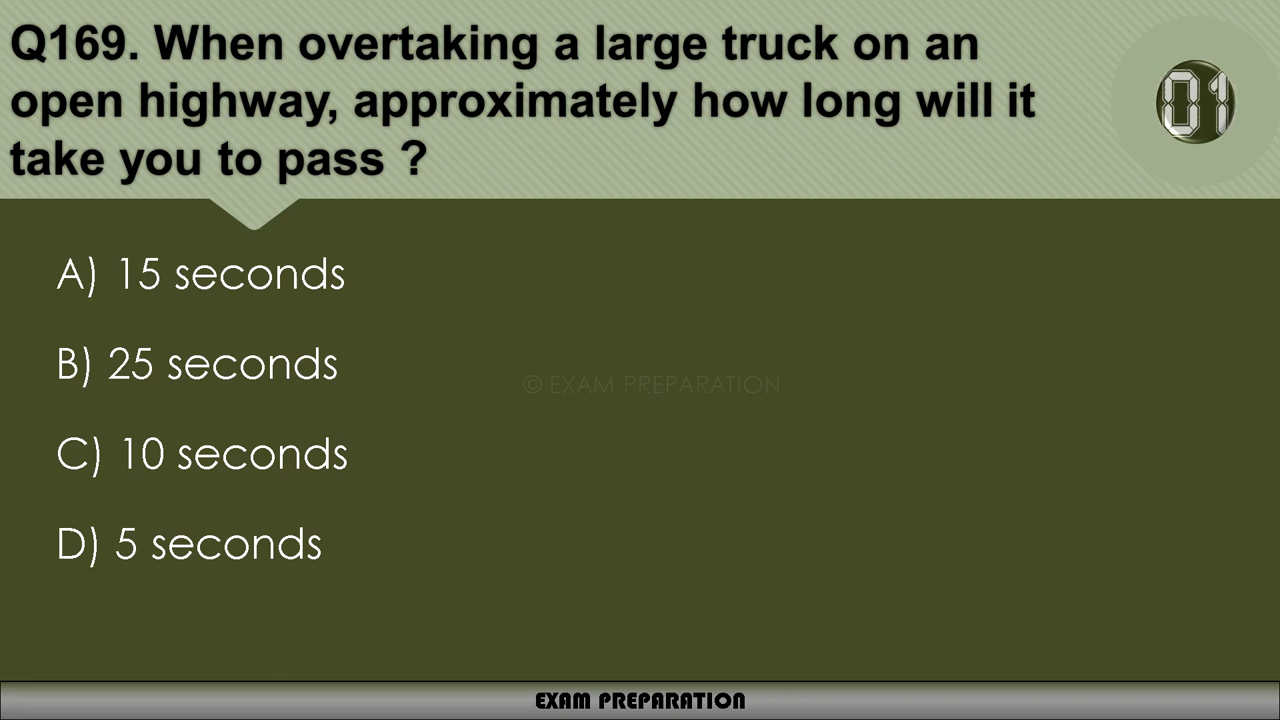 Q169. When overtaking a large truck on an
open highway, approximately how long will it
take you to pass ?
01
A) 15 seconds
B) 25 seconds
© EXAM PREPARATION
C) 10 seconds
D) 5 seconds
EXAM PREPARATION